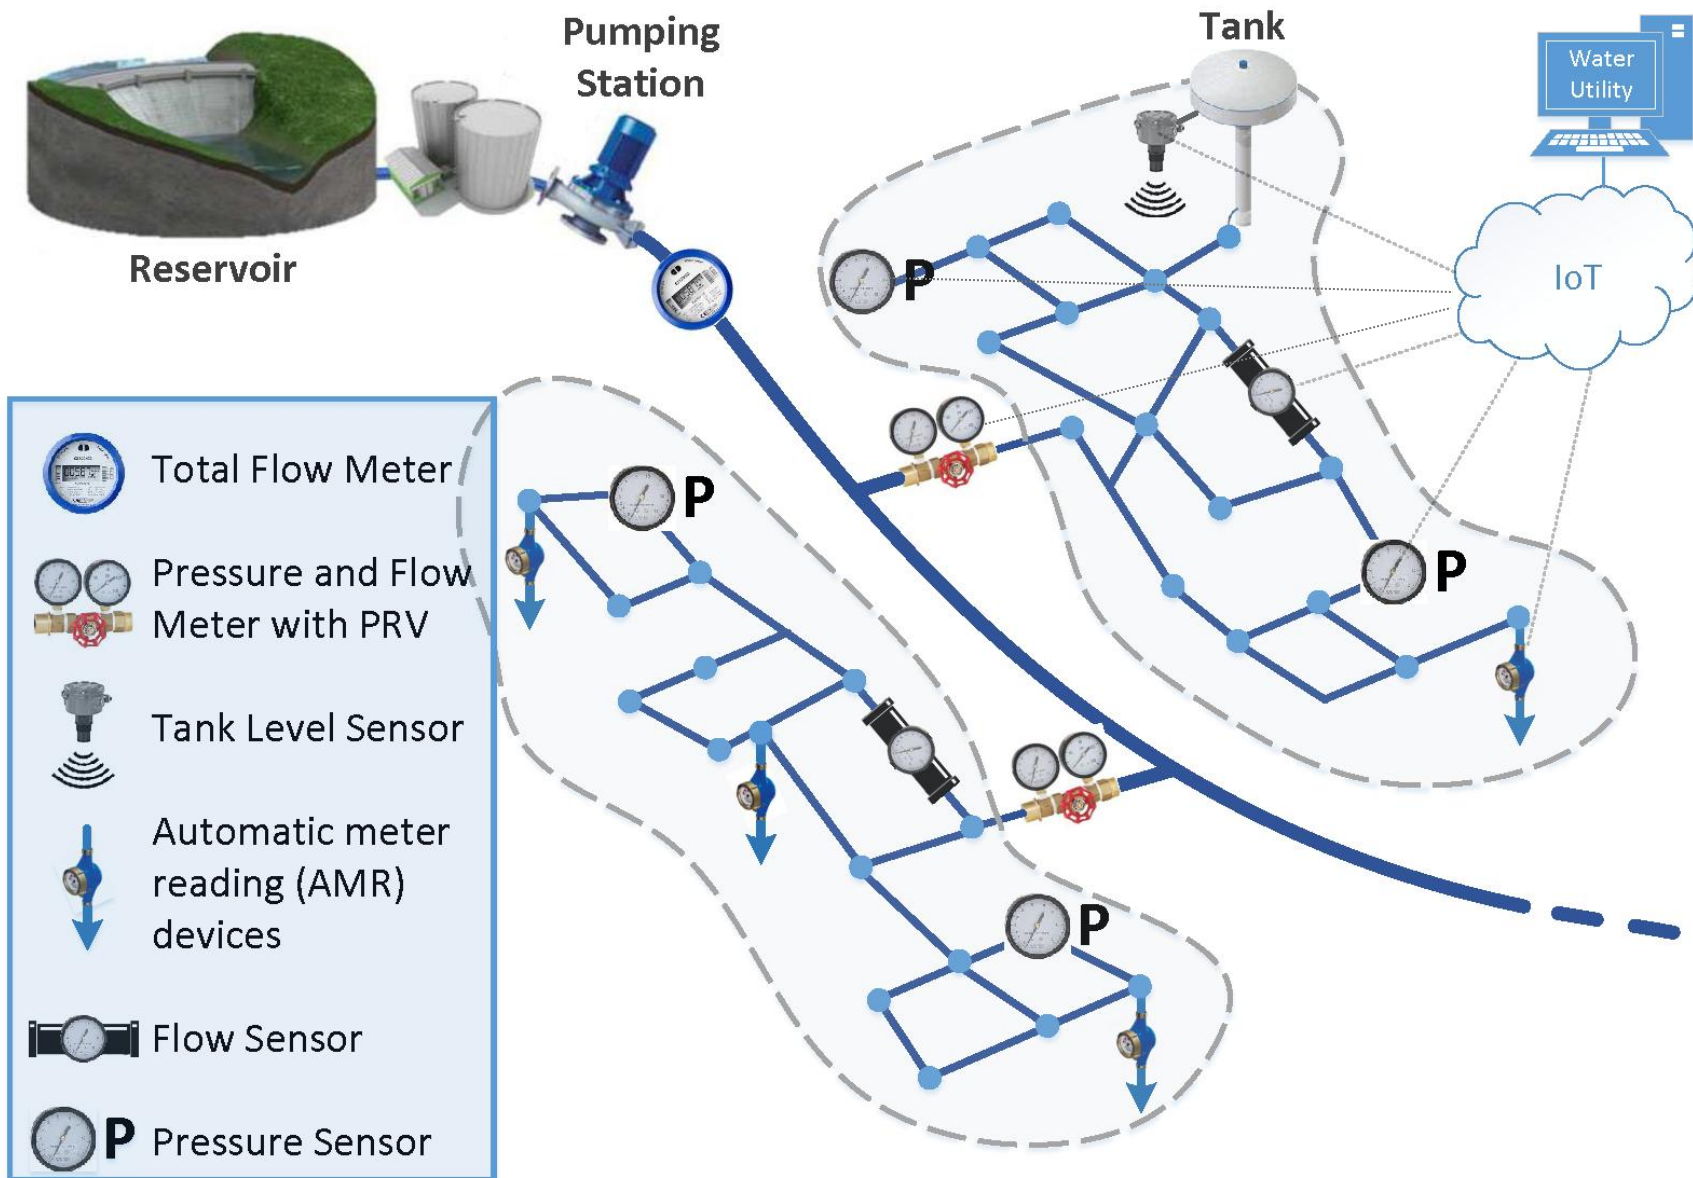 Pumping
Station
Tank
Water
Utility
Reservoir
IoT
P
P
P
P
Total Flow Meter
Pressure and Flow
Meter with PRV
Tank Level Sensor
Automatic meter
reading (AMR)
devices
Flow Sensor
P Pressure Sensor